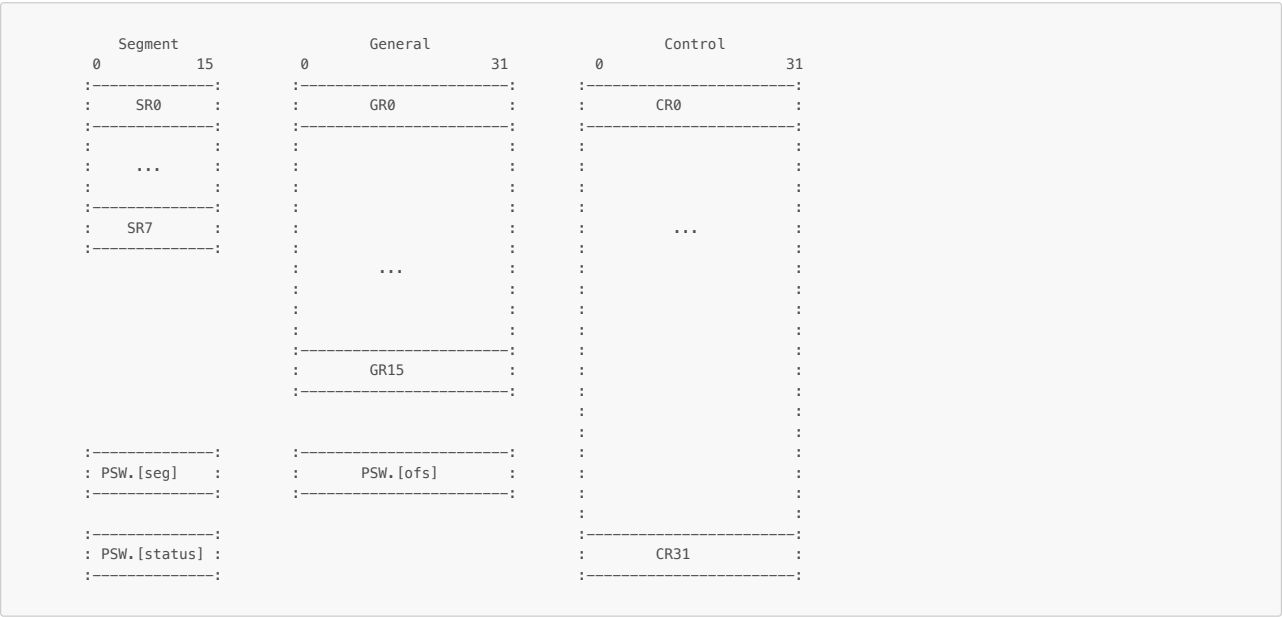 Segment                      General                           Control
 0           15          0                     31          0                     31
:--------------:        :------------------------:        :------------------------:
:     SR0      :        :        GR0             :        :        CR0             :
:--------------:        :------------------------:        :------------------------:
:              :        :                        :        :                        :
:     ...      :        :                        :        :                        :
:              :        :                        :        :                        :
:--------------:        :                        :        :                        :
:    SR7       :        :                        :        :          ...           :
:--------------:        :                        :        :                        :
                        :         ...            :        :                        :
                        :                        :        :                        :
                        :                        :        :                        :
                        :                        :        :                        :
                        :------------------------:        :                        :
                        :        GR15            :        :                        :
                        :------------------------:        :                        :
                                                          :                        :
                                                          :                        :
:--------------:        :------------------------:        :                        :
: PSW.[seg]    :        :       PSW.[ofs]        :        :                        :
:--------------:        :------------------------:        :                        :
                                                          :                        :
:--------------:                                          :------------------------:
: PSW.[status] :                                          :        CR31            :
:--------------:                                          :------------------------: